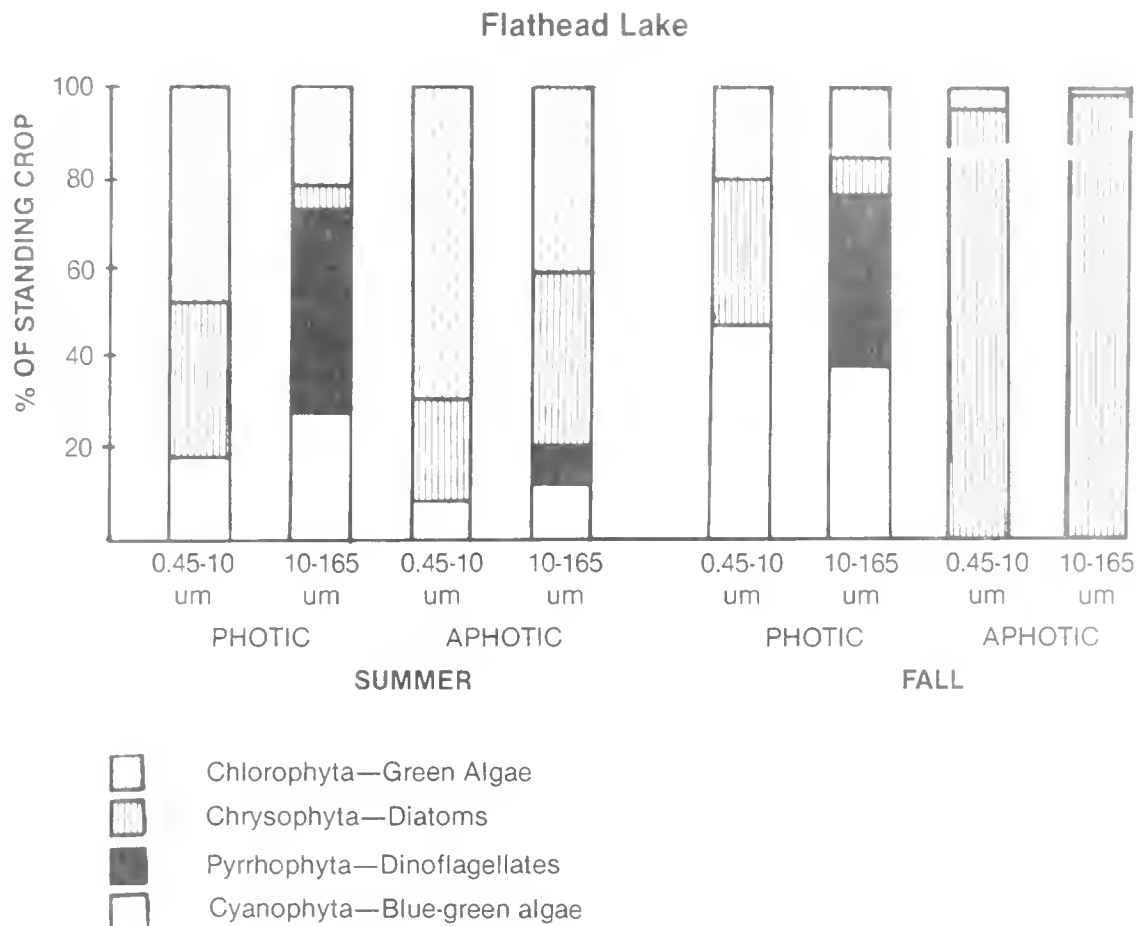 Flathead Lake
% OF STANDING CROP
100
80
60
40
20
0.45-10 10-165 0.45-10 10-165 0.45-10 10-165 0.45-10 10-165
um um um um um um um um
PHOTIC APHOTIC PHOTIC APHOTIC
SUMMER FALL
Chlorophyta—Green Algae
Chrysophyta—Diatoms
Pyrrhophyta—Dinoflagellates
Cyanophyta—Blue-green algae